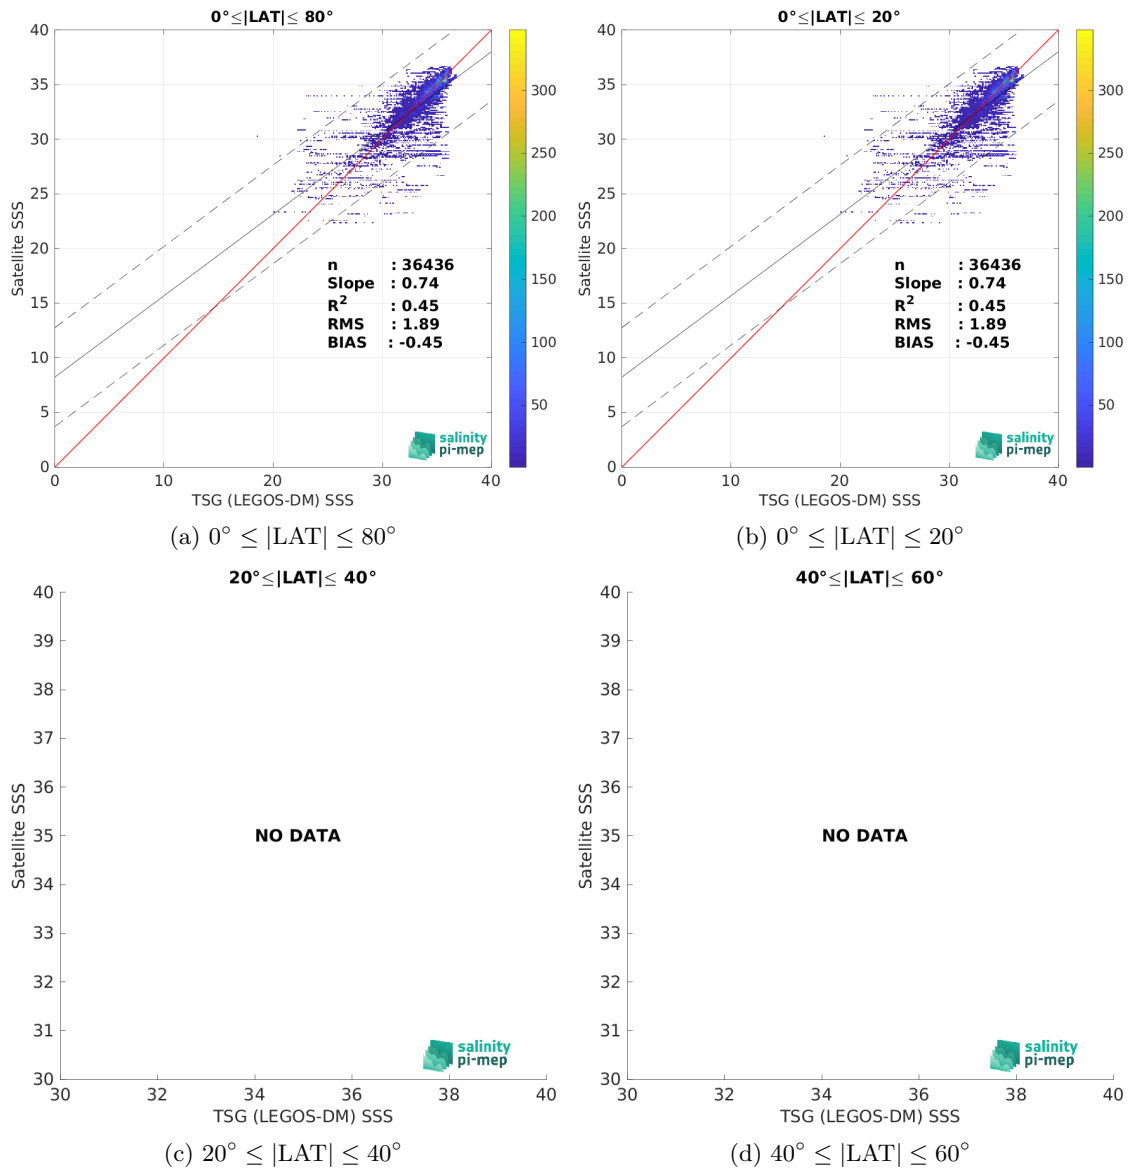 0°≤|LAT|≤ 80°
40
35
30
25
20
15
10
5
0
0
10
20
30
40
Satellite SSS
TSG (LEGOS-DM) SSS
n : 36436
Slope : 0.74
R² : 0.45
RMS : 1.89
BIAS : -0.45
salinity
pi-mep
300
250
200
150
100
50
(a) 0° ≤ |LAT| ≤ 80°
0°≤|LAT|≤ 20°
40
35
30
25
20
15
10
5
0
0
10
20
30
40
Satellite SSS
TSG (LEGOS-DM) SSS
n : 36436
Slope : 0.74
R² : 0.45
RMS : 1.89
BIAS : -0.45
salinity
pi-mep
300
250
200
150
100
50
(b) 0° ≤ |LAT| ≤ 20°
20°≤|LAT|≤ 40°
40
39
38
37
36
35
34
33
32
31
30
30
32
34
36
38
40
Satellite SSS
NO DATA
salinity
pi-mep
TSG (LEGOS-DM) SSS
(c) 20° ≤ |LAT| ≤ 40°
40°≤|LAT|≤ 60°
40
39
38
37
36
35
34
33
32
31
30
30
32
34
36
38
40
Satellite SSS
NO DATA
salinity
pi-mep
TSG (LEGOS-DM) SSS
(d) 40° ≤ |LAT| ≤ 60°